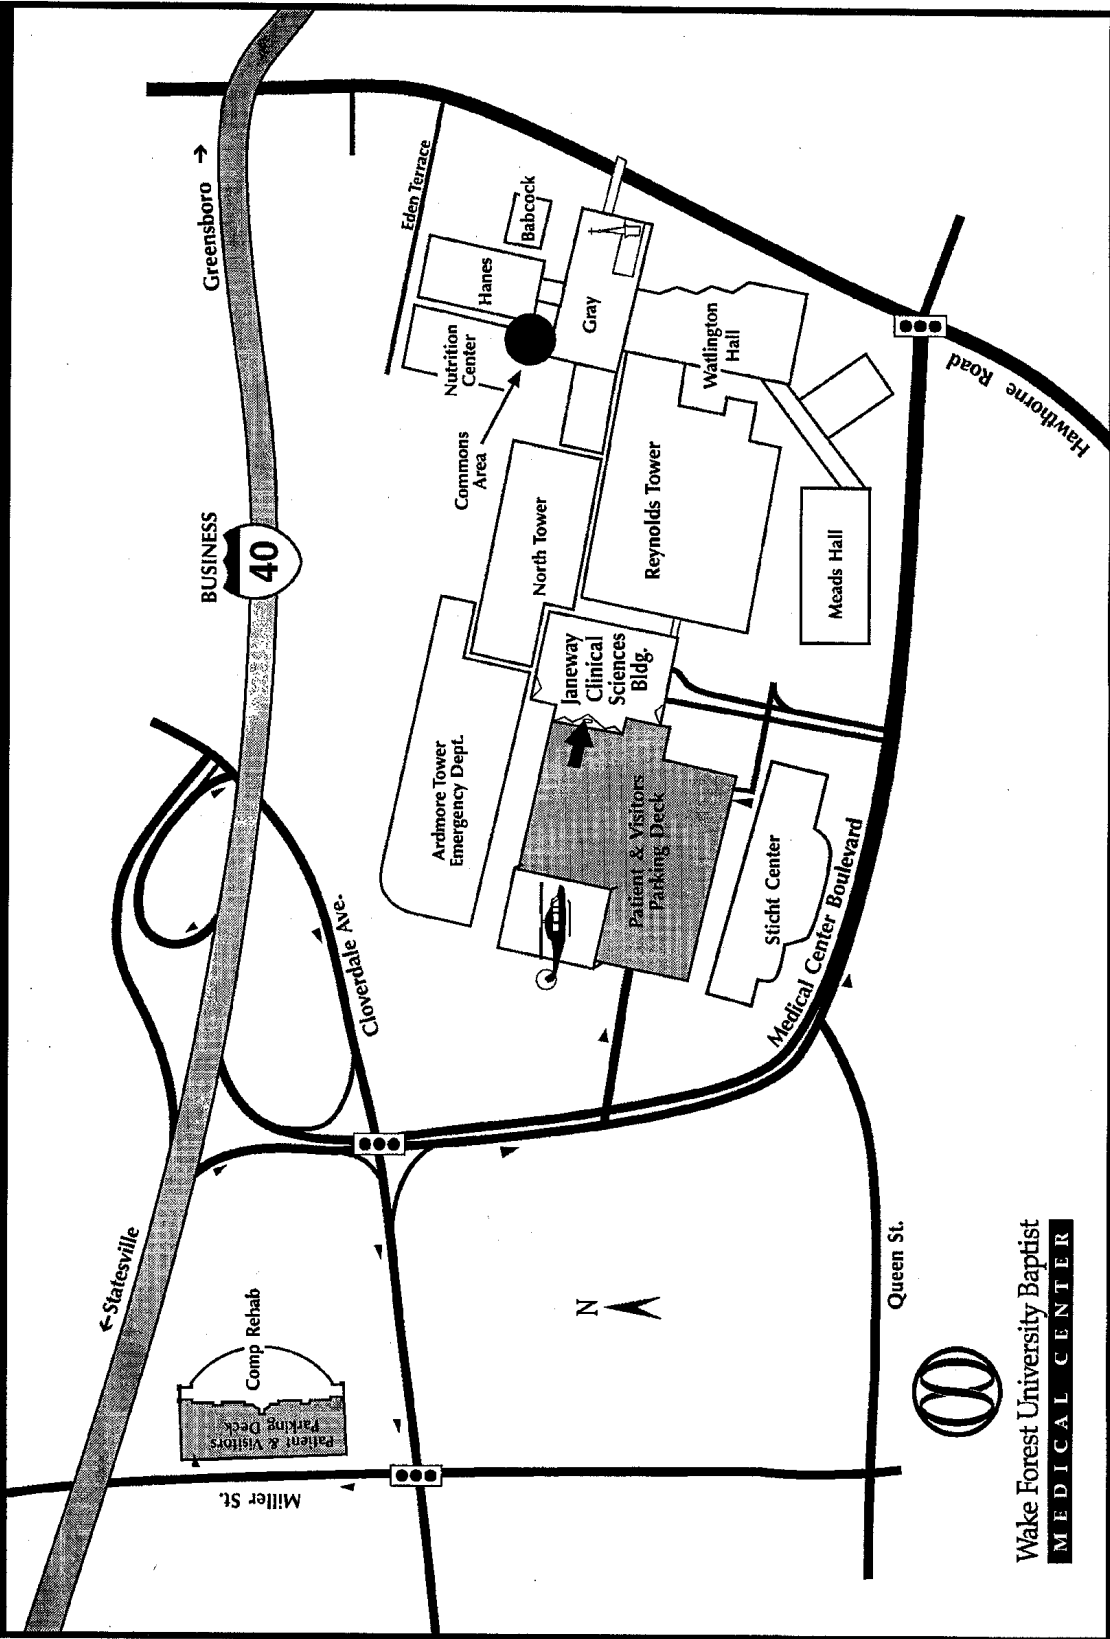 Greensboro →
BUSINESS
40
←Statesville
Eden Terrace
Babcock
Hanes
Nutrition
Center
Gray
Commons
Area
Watlington
Hall
Hawthorne Road
North Tower
Reynolds Tower
Meads Hall
Janeway
Clinical
Sciences
Bldg.
Ardmore Tower
Emergency Dept.
Patient & Visitors
Parking Deck
Sticht Center
Medical Center Boulevard
Cloverdale Ave.
Comp Rehab
Patient & Visitors
Parking Deck
Miller St.
N
Queen St.
Wake Forest University Baptist
MEDICAL CENTER